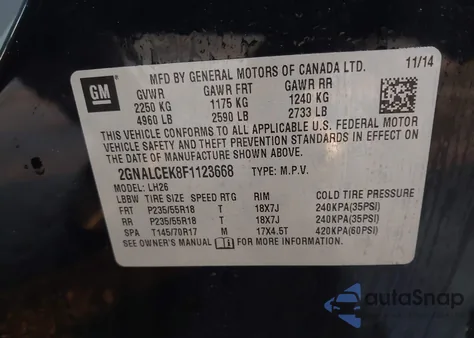 GM
MFD BY GENERAL MOTORS OF CANADA LTD. 11/14
GVWR GAWR FRT GAWR RR
2250 KG 1175 KG 1240 KG
4960 LB 2590 LB 2733 LB
THIS VEHICLE CONFORMS TO ALL APPLICABLE U.S. FEDERAL MOTOR
VEHICLE SAFETY AND THEFT PREVENTION STANDARDS IN EFFECT ON
THE DATE OF MANUFACTURE SHOWN ABOVE.
2GNALCEK8F1123668 TYPE: M.P.V.
MODEL: LH26
LBBW TIRE SIZE SPEED RTG RIM COLD TIRE PRESSURE
FRT P235/55R18 T 18X7J 240KPA(35PSI)
RR P235/55R18 T 18X7J 240KPA(35PSI)
SPA T145/70R17 M 17X4.5T 420KPA(60PSI)
SEE OWNER'S MANUAL FOR MORE INFORMATION.
autoSnap